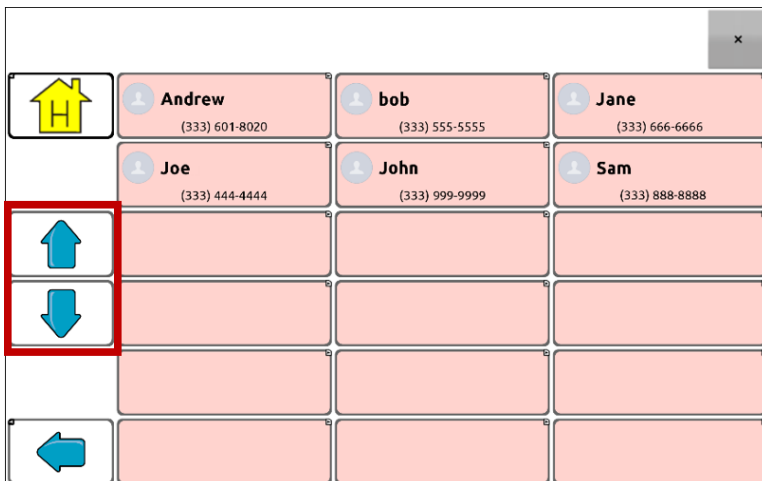 ×
H
Andrew
(333) 601-8020
bob
(333) 555-5555
Jane
(333) 666-6666
Joe
(333) 444-4444
John
(333) 999-9999
Sam
(333) 888-8888